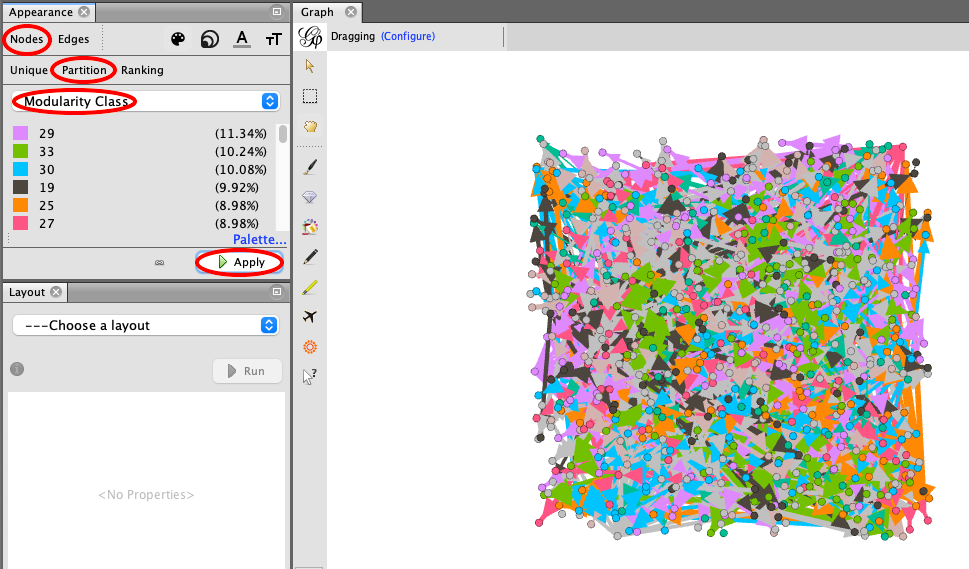 Appearance
Nodes Edges A TT
Unique Partition Ranking
Modularity Class
29 (11.34%)
33 (10.24%)
30 (10.08%)
19 (9.92%)
25 (8.98%)
27 (8.98%)
Palette...
Apply
Layout
---Choose a layout
i Run
<No Properties>
Graph
Dragging (Configure)
?